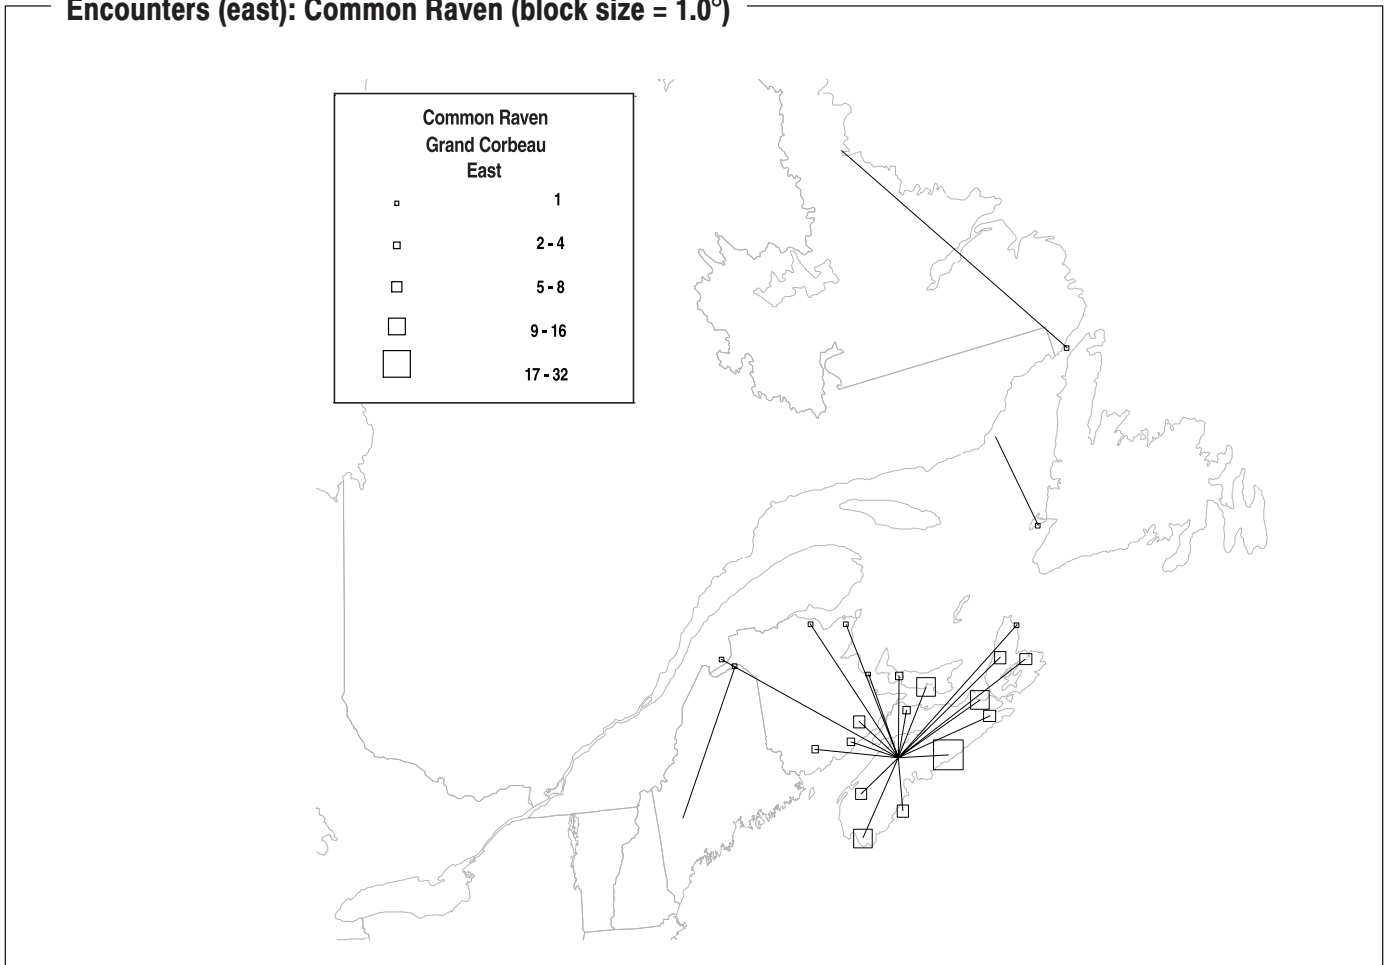 Encounters (east): Common Raven (block size = 1.0°)
Common Raven
Grand Corbeau
East
1
2 - 4
5 - 8
9 - 16
17 - 32